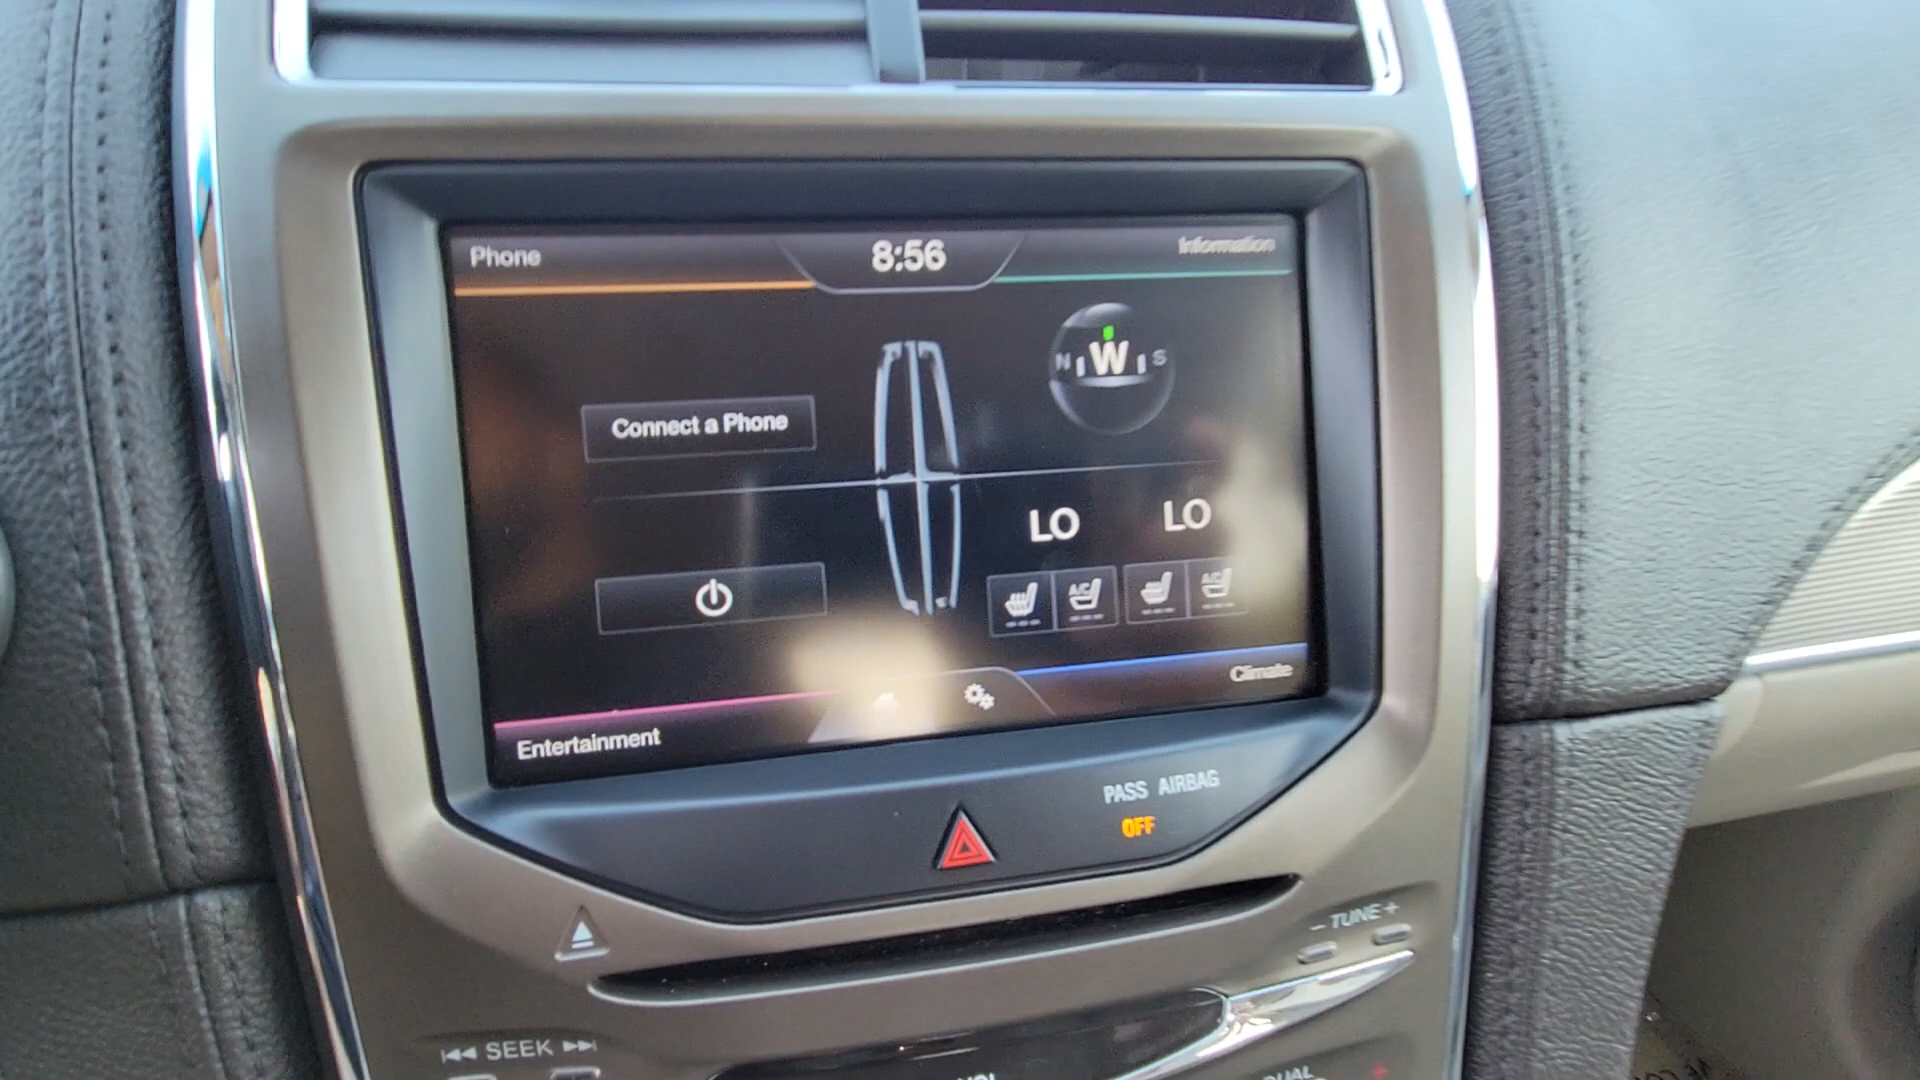 Phone
8:56
Information
N W S
Connect a Phone
LO LO
A/C
A/C
Climate
Entertainment
PASS AIRBAG
OFF
- TUNE +
SEEK